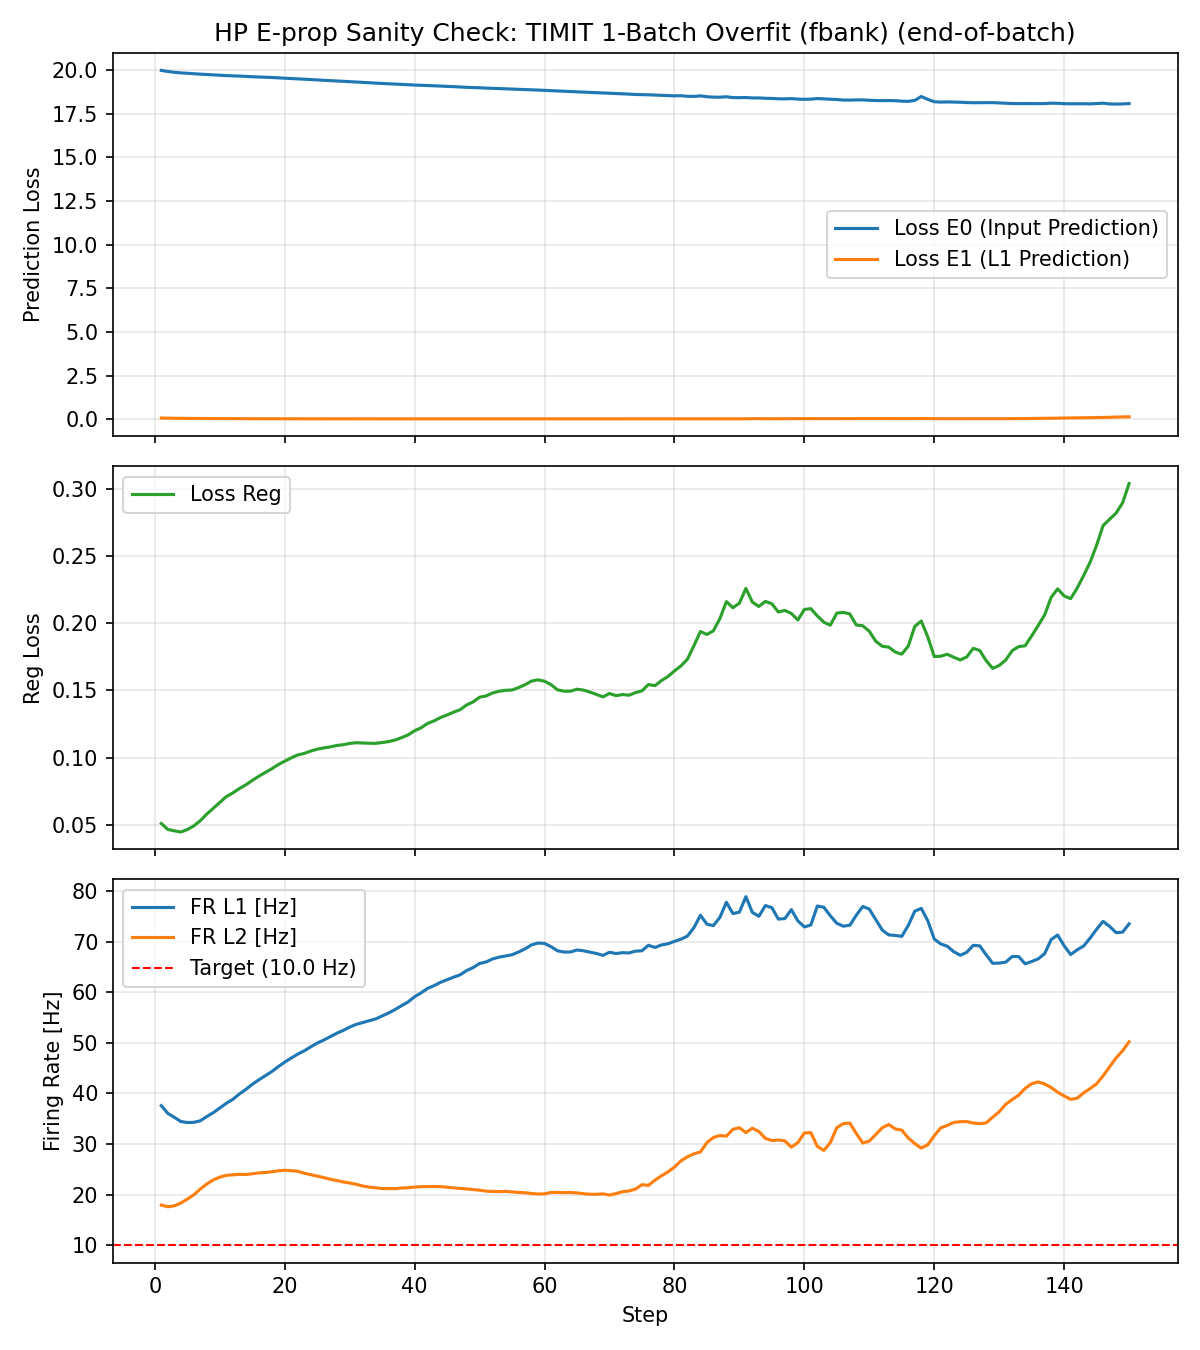 HP E-prop Sanity Check: TIMIT 1-Batch Overfit (fbank) (end-of-batch)
20.0
17.5
15.0
12.5
10.0
7.5
5.0
2.5
0.0
Prediction Loss
Loss E0 (Input Prediction)
Loss E1 (L1 Prediction)
0.30
0.25
0.20
0.15
0.10
0.05
Reg Loss
Loss Reg
80
70
60
50
40
30
20
10
Firing Rate [Hz]
FR L1 [Hz]
FR L2 [Hz]
Target (10.0 Hz)
0 20 40 60 80 100 120 140
Step